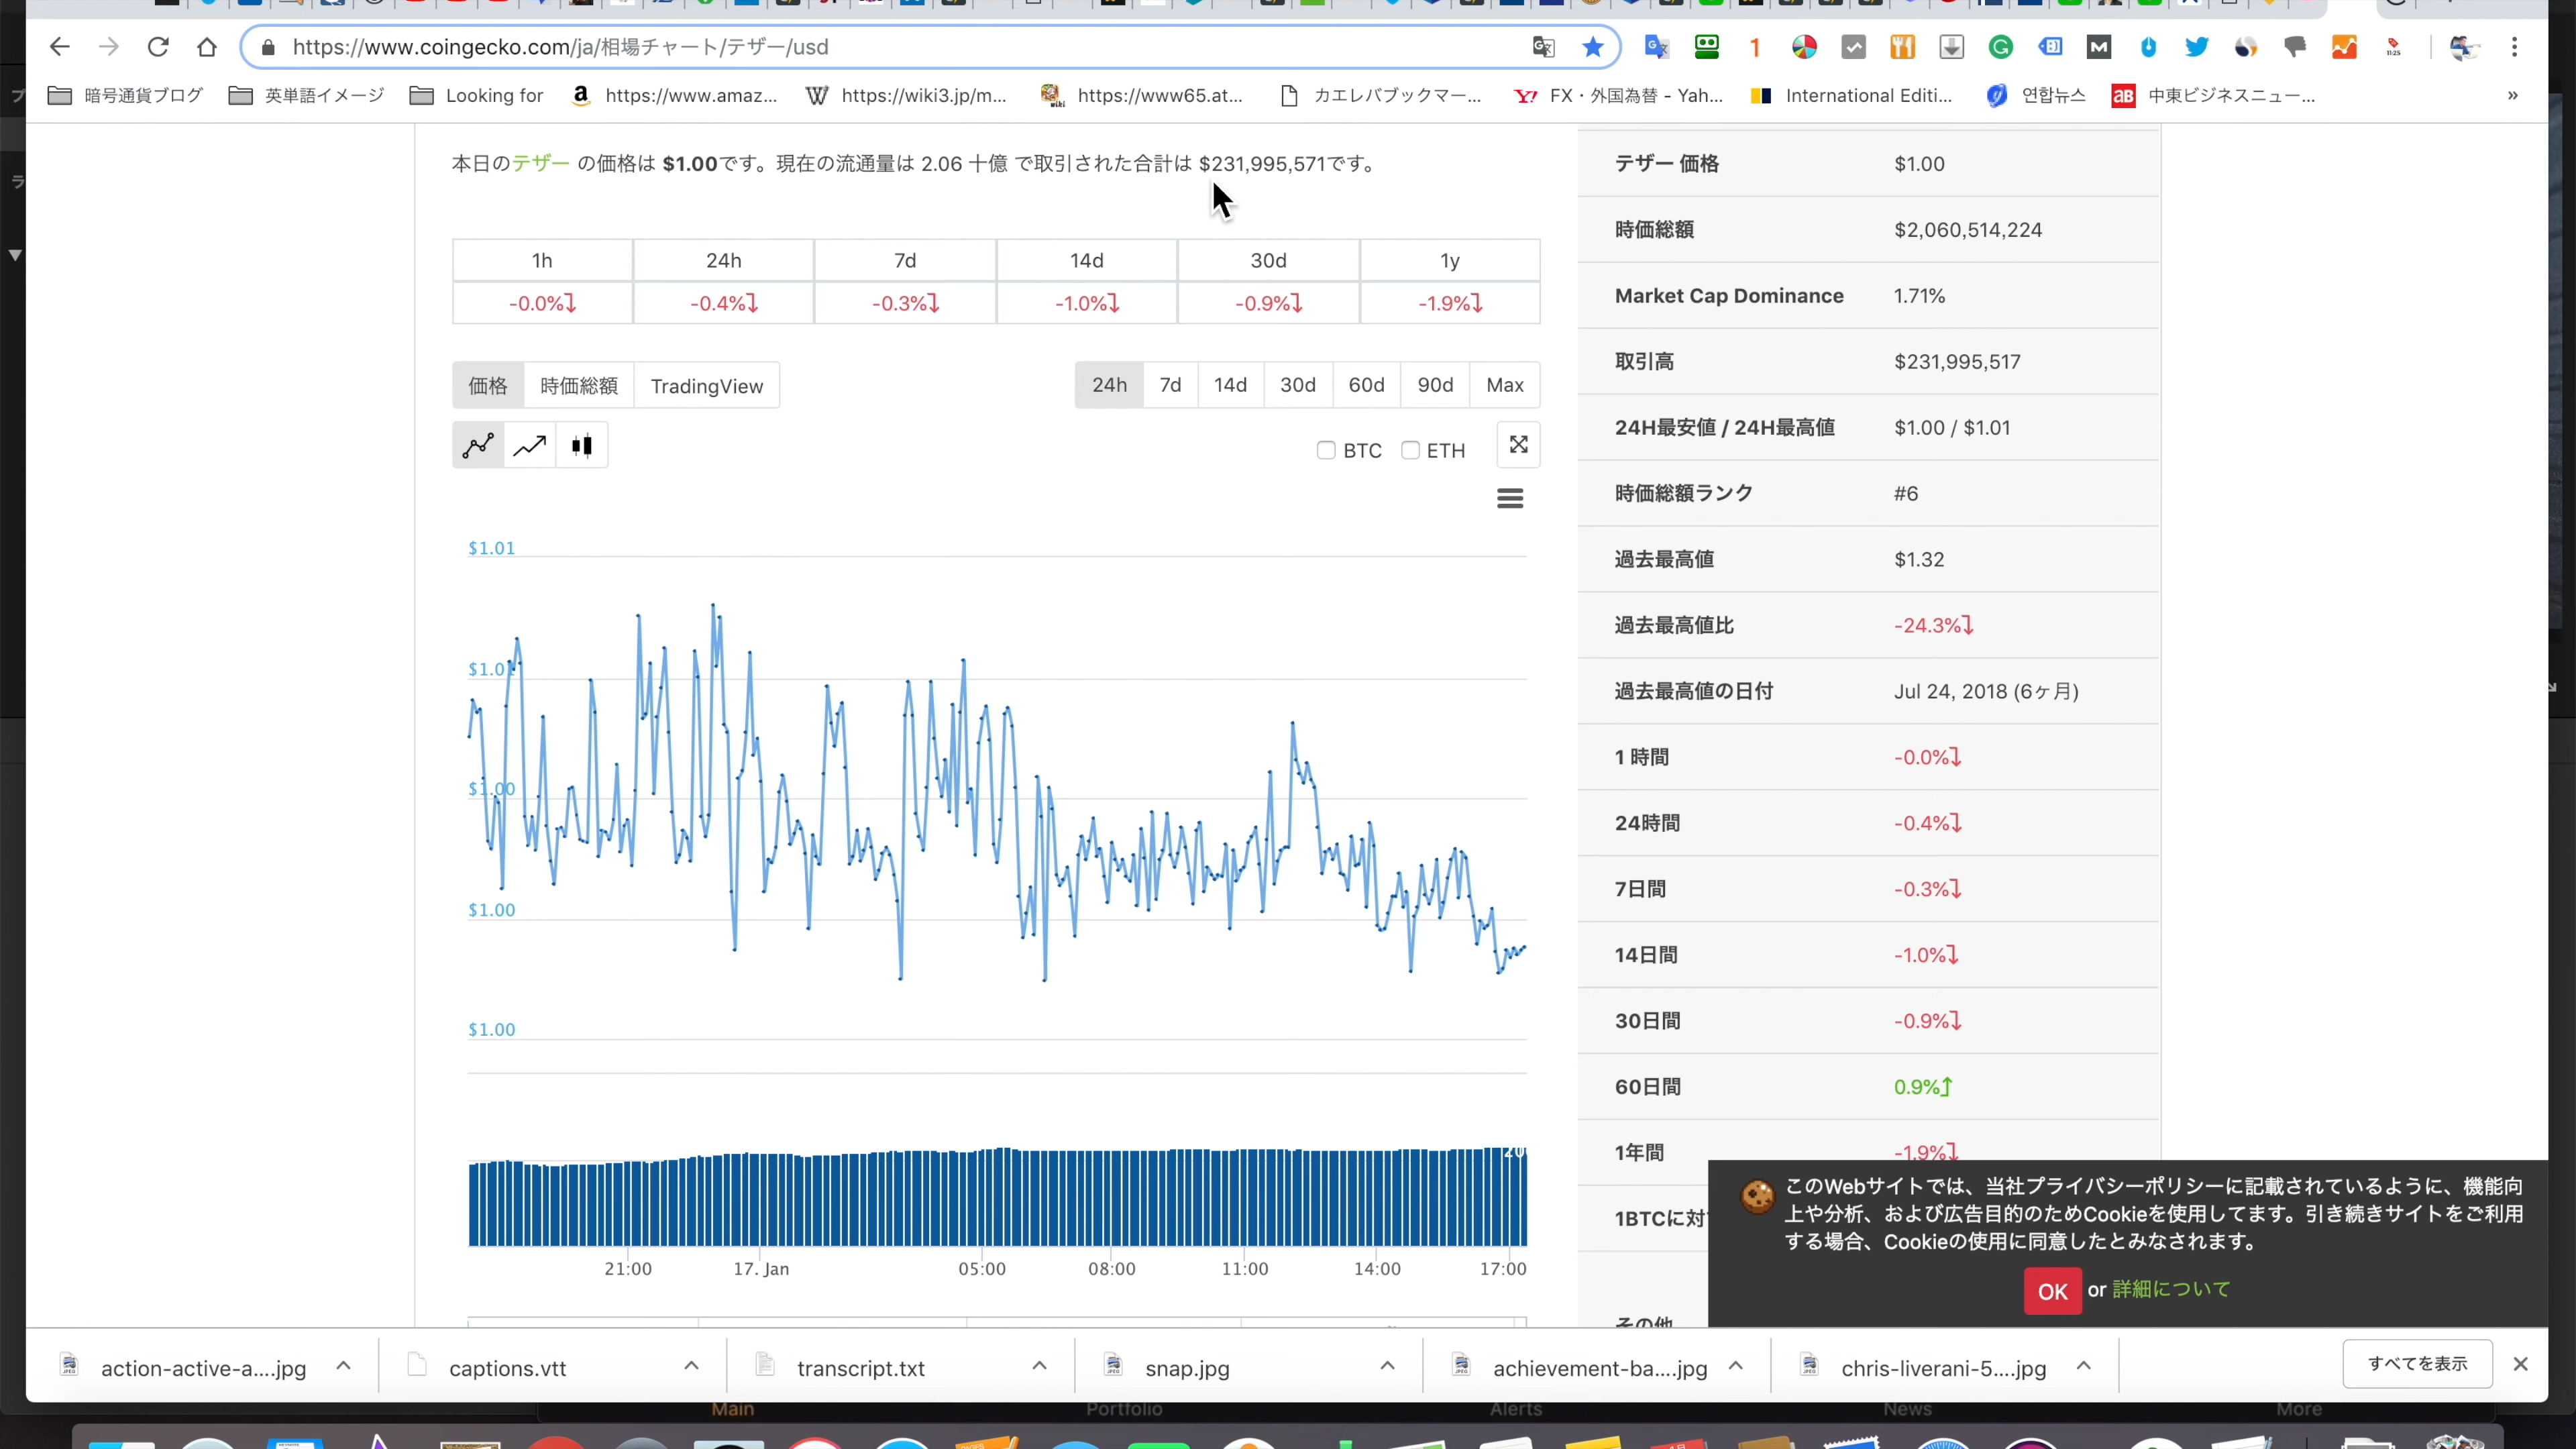 https://www.coingecko.com/ja/相場チャート/テザー/usd
暗号通貨ブログ
英単語イメージ
Looking for
https://www.amaz...
https://wiki3.jp/m...
https://www65.at...
カエレバブックマー...
FX・外国為替 - Yah...
International Editi...
연합뉴스
中東ビジネスニュー...
»
本日のテザー の価格は $1.00です。現在の流通量は 2.06 十億 で取引された合計は $231,995,571です。
1h 24h 7d 14d 30d 1y
-0.0% -0.4% -0.3% -1.0% -0.9% -1.9%
価格 時価総額 TradingView
24h 7d 14d 30d 60d 90d Max
BTC ETH
$1.01
$1.01
$1.00
$1.00
$1.00
21:00 17. Jan 05:00 08:00 11:00 14:00 17:00
テザー 価格 $1.00
時価総額 $2,060,514,224
Market Cap Dominance 1.71%
取引高 $231,995,517
24H最安値 / 24H最高値 $1.00 / $1.01
時価総額ランク #6
過去最高値 $1.32
過去最高値比 -24.3%
過去最高値の日付 Jul 24, 2018 (6ヶ月)
1 時間 -0.0%
24時間 -0.4%
7日間 -0.3%
14日間 -1.0%
30日間 -0.9%
60日間 0.9%
1年間 -1.9%
1BTCに対
その他
このWebサイトでは、当社プライバシーポリシーに記載されているように、機能向
上や分析、および広告目的のためCookieを使用してます。引き続きサイトをご利用
する場合、Cookieの使用に同意したとみなされます。
OK or 詳細について
action-active-a....jpg
captions.vtt
transcript.txt
snap.jpg
achievement-ba....jpg
chris-liverani-5....jpg
すべてを表示
Main Portfolio Alerts News More